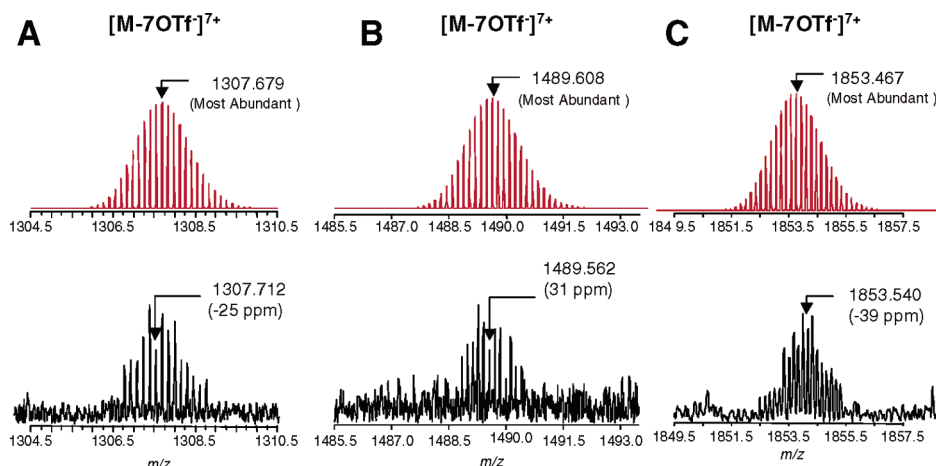 A
[M-7OTf-]7+
1307.679
(Most Abundant )
1304.5 1306.5 1308.5 1310.5
1307.712
(-25 ppm)
1304.5 1306.5 1308.5 1310.5
m/z
B
[M-7OTf-]7+
1489.608
(Most Abundant )
1485.5 1487.0 1488.5 1490.0 1491.5 1493.0
1489.562
(31 ppm)
1485.5 1487.0 1488.5 1490.0 1491.5 1493.0
m/z
C
[M-7OTf-]7+
1853.467
(Most Abundant )
1849.5 1851.5 1853.5 1855.5 1857.5
1853.540
(-39 ppm)
1849.5 1851.5 1853.5 1855.5 1857.5
m/z